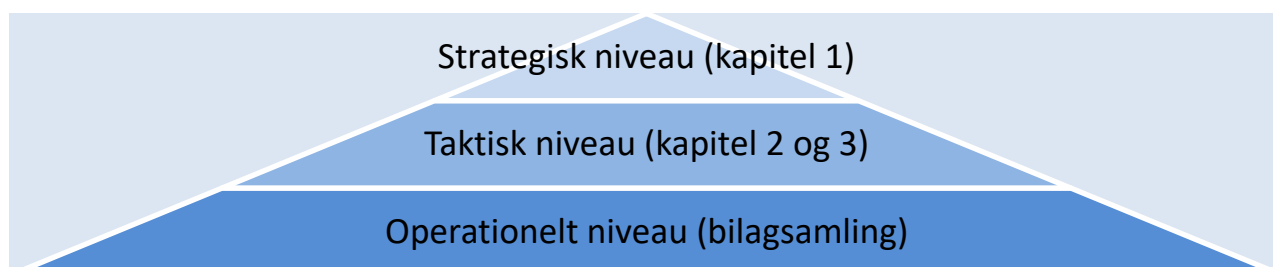 Strategisk niveau (kapitel 1)
Taktisk niveau (kapitel 2 og 3)
Operationelt niveau (bilagsamling)